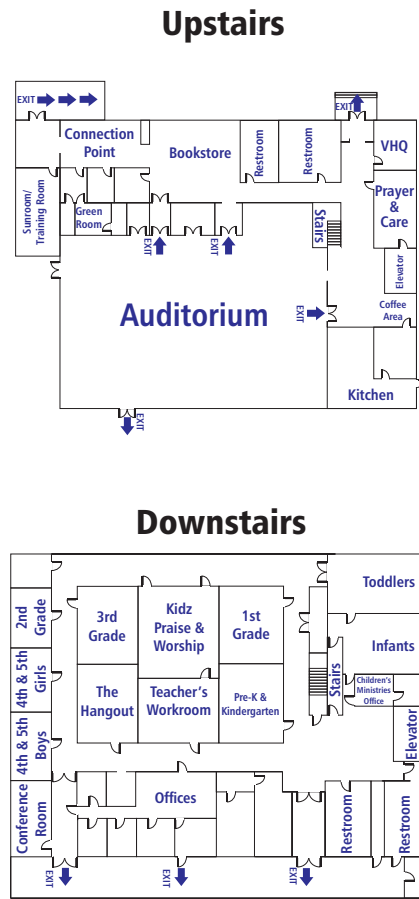 Upstairs
EXIT
EXIT
Connection
Point
Bookstore
Restroom
Restroom
VHQ
Sunroom/
Training Room
Green
Room
Stairs
Prayer
&
Care
EXIT
EXIT
Elevator
Auditorium
EXIT
Coffee
Area
Kitchen
EXIT
Downstairs
Toddlers
2nd
Grade
3rd
Grade
Kidz
Praise &
Worship
1st
Grade
Infants
4th & 5th
Girls
The
Hangout
Teacher's
Workroom
Pre-K &
Kindergarten
Stairs
Children's
Ministries
Office
4th & 5th
Boys
Elevator
Conference
Room
Offices
Restroom
Restroom
EXIT
EXIT
EXIT